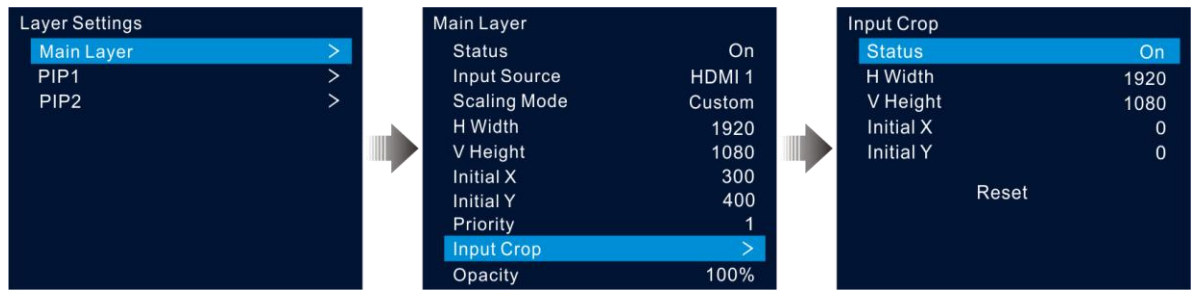 Layer Settings
Main Layer >
PIP1 >
PIP2 >
Main Layer
Status On
Input Source HDMI 1
Scaling Mode Custom
H Width 1920
V Height 1080
Initial X 300
Initial Y 400
Priority 1
Input Crop >
Opacity 100%
Input Crop
Status On
H Width 1920
V Height 1080
Initial X 0
Initial Y 0
Reset